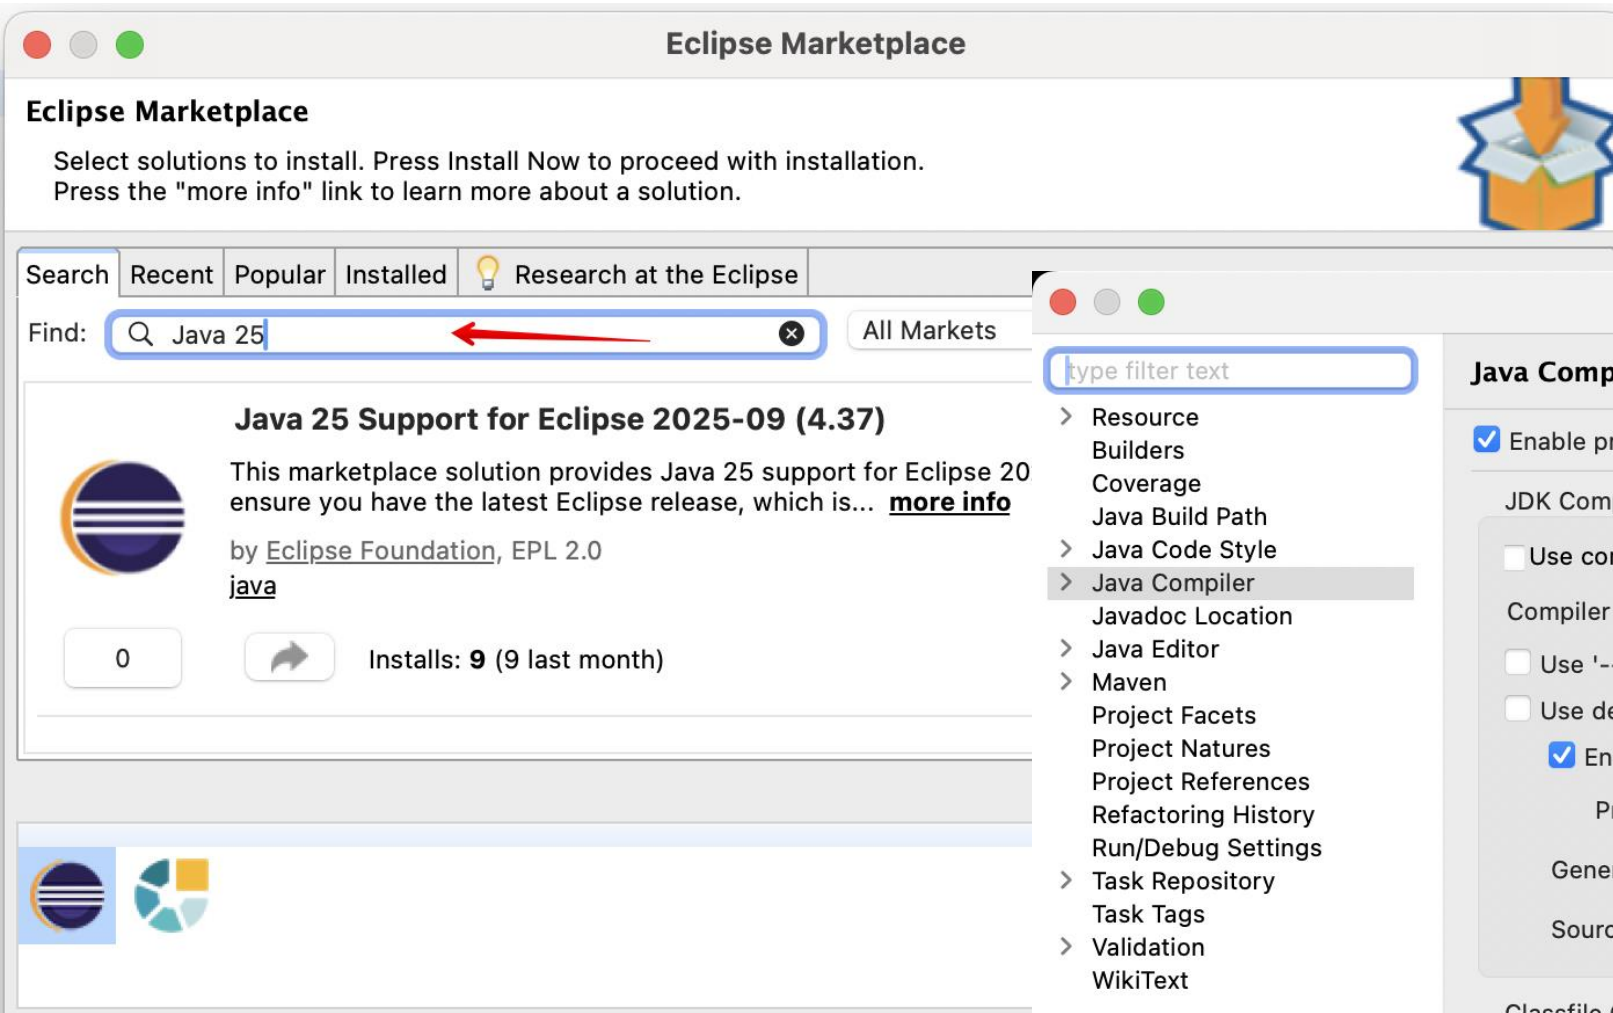 Eclipse Marketplace
Eclipse Marketplace
Select solutions to install. Press Install Now to proceed with installation.
Press the "more info" link to learn more about a solution.
Search Recent Popular Installed Research at the Eclipse
Find: Java 25 All Markets
Java 25 Support for Eclipse 2025-09 (4.37)
This marketplace solution provides Java 25 support for Eclipse 20
ensure you have the latest Eclipse release, which is... more info
by Eclipse Foundation, EPL 2.0
java
0 Installs: 9 (9 last month)
type filter text
Resource
Builders
Coverage
Java Build Path
Java Code Style
Java Compiler
Javadoc Location
Java Editor
Maven
Project Facets
Project Natures
Project References
Refactoring History
Run/Debug Settings
Task Repository
Task Tags
Validation
WikiText
Java Comp
Enable pr
JDK Com
Use cor
Compiler
Use '-
Use de
En
Pr
Gener
Sourc